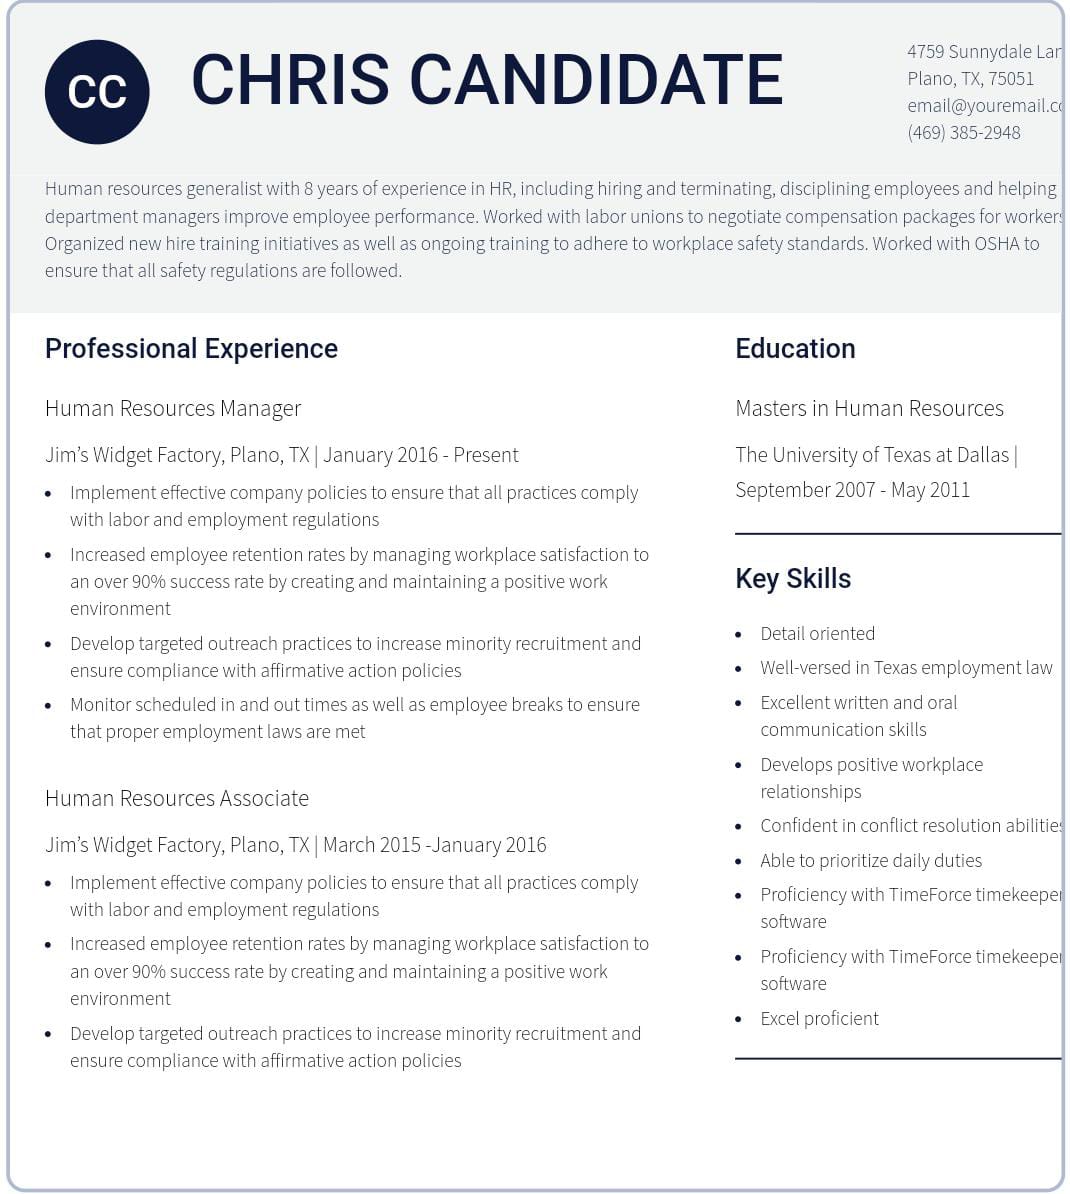 CC
CHRIS CANDIDATE
4759 Sunnydale
Plano, TX, 75051
(469) 385-2948
Human resources generalist with 8 years of experience in HR, including hiring and terminating, disciplining employees and helping
department managers improve employee performance. Worked with labor unions to negotiate compensation packages for workers
Organized new hire training initiatives as well as ongoing training to adhere to workplace safety standards. Worked with OSHA to
ensure that all safety regulations are followed.
Professional Experience
Human Resources Manager
Jim’s Widget Factory, Plano, TX | January 2016 - Present
• Implement effective company policies to ensure that all practices comply
with labor and employment regulations
• Increased employee retention rates by managing workplace satisfaction to
an over 90% success rate by creating and maintaining a positive work
environment
• Develop targeted outreach practices to increase minority recruitment and
ensure compliance with affirmative action policies
• Monitor scheduled in and out times as well as employee breaks to ensure
that proper employment laws are met
Human Resources Associate
Jim’s Widget Factory, Plano, TX | March 2015 -January 2016
• Implement effective company policies to ensure that all practices comply
with labor and employment regulations
• Increased employee retention rates by managing workplace satisfaction to
an over 90% success rate by creating and maintaining a positive work
environment
• Develop targeted outreach practices to increase minority recruitment and
ensure compliance with affirmative action policies
Education
Masters in Human Resources
The University of Texas at Dallas |
September 2007 - May 2011
Key Skills
• Detail oriented
• Well-versed in Texas employment law
• Excellent written and oral
communication skills
• Develops positive workplace
relationships
• Confident in conflict resolution abilities
• Able to prioritize daily duties
• Proficiency with TimeForce timekeeper
software
• Proficiency with TimeForce timekeeper
software
• Excel proficient